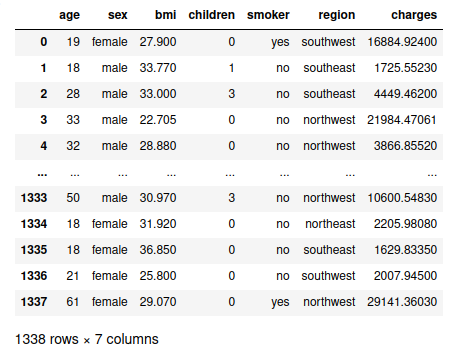 age sex bmi children smoker region charges
0 19 female 27.900 0 yes southwest 16884.92400
1 18 male 33.770 1 no southeast 1725.55230
2 28 male 33.000 3 no southeast 4449.46200
3 33 male 22.705 0 no northwest 21984.47061
4 32 male 28.880 0 no northwest 3866.85520
... ... ... ... ... ... ... ...
1333 50 male 30.970 3 no northwest 10600.54830
1334 18 female 31.920 0 no northeast 2205.98080
1335 18 female 36.850 0 no southeast 1629.83350
1336 21 female 25.800 0 no southwest 2007.94500
1337 61 female 29.070 0 yes northwest 29141.36030
1338 rows × 7 columns